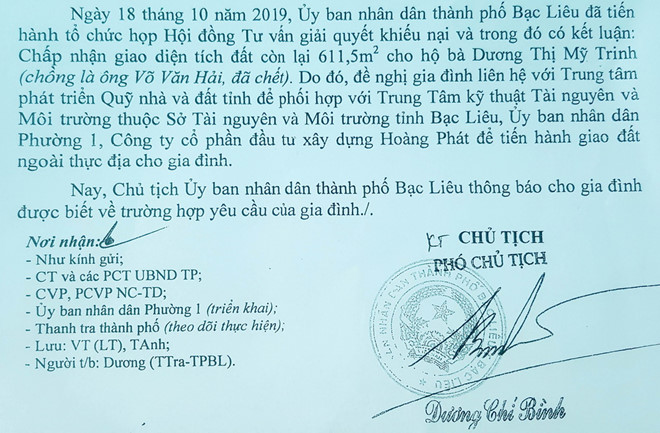 Ngày 18 tháng 10 năm 2019, Ủy ban nhân dân thành phố Bạc Liêu đã tiến
hành tổ chức họp Hội đồng Tư vấn giải quyết khiếu nại và trong đó có kết luận:
Chấp nhận giao diện tích đất còn lại 611,5m² cho hộ bà Dương Thị Mỹ Trinh
(chồng là ông Võ Văn Hải, đã chết). Do đó, đề nghị gia đình liên hệ với Trung tâm
phát triển Quỹ nhà và đất tỉnh để phối hợp với Trung Tâm kỹ thuật Tài nguyên và
Môi trường thuộc Sở Tài nguyên và Môi trường tỉnh Bạc Liêu, Ủy ban nhân dân
Phường 1, Công ty cổ phần đầu tư xây dựng Hoàng Phát để tiến hành giao đất
ngoài thực địa cho gia đình.
Nay, Chủ tịch Ủy ban nhân dân thành phố Bạc Liêu thông báo cho gia đình
được biết về trường hợp yêu cầu của gia đình./.
Nơi nhận:
- Như kính gửi;
- CT và các PCT UBND TP;
- CVP, PCVP NC-TD;
- Ủy ban nhân dân Phường 1 (triển khai);
- Thanh tra thành phố (theo dõi thực hiện);
- Lưu: VT (LT), TAnh;
- Người t/b: Dương (TTra-TPBL).
KT CHỦ TỊCH
PHÓ CHỦ TỊCH
Dương Chí Bình